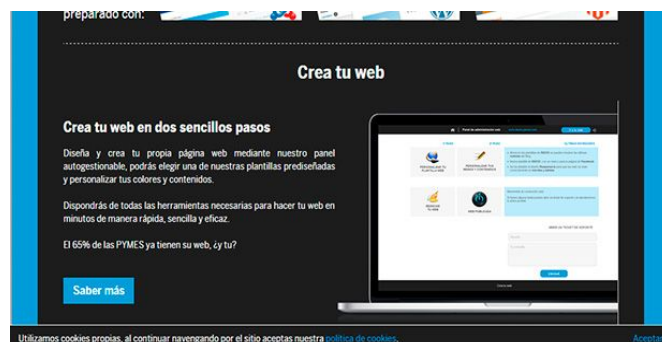 preparado con:
Crea tu web
Crea tu web en dos sencillos pasos
Diseña y crea tu propia página web mediante nuestro panel
autogestionable, podrás elegir una de nuestras plantillas prediseñadas
y personalizar tus colores y contenidos.
Dispondrás de todas las herramientas necesarias para hacer tu web en
minutos de manera rápida, sencilla y eficaz.
El 65% de las PYMES ya tienen su web, ¿y tu?
Saber más
Utilizamos cookies propias, al continuar navengando por el sitio aceptas nuestra política de cookies.
Aceptas